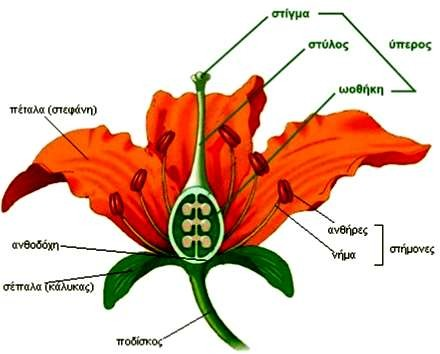 στίγμα
στύλος
ύπερος
ωοθήκη
πέταλα (στεφάνη)
ανθήρες
ανθοδόχη
νήμα
στήμονες
σέπαλα (κάλυκας)
ποδίσκος